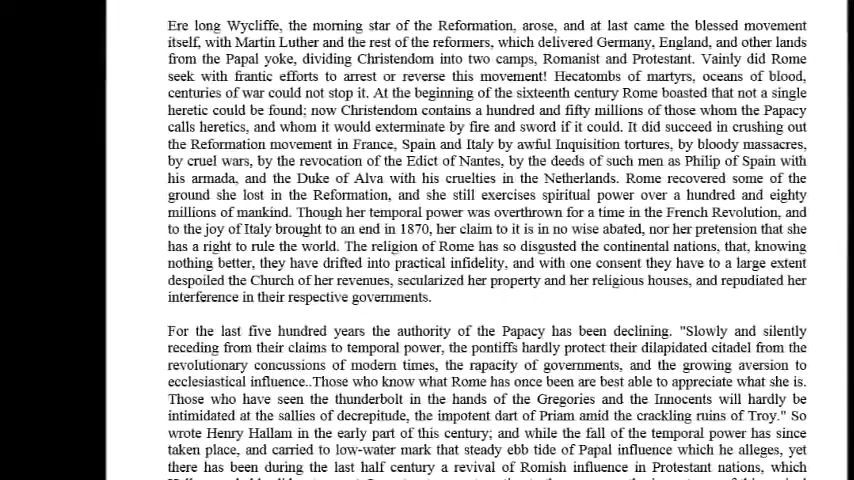 Ere long Wycliffe, the morning star of the Reformation, arose, and at last came the blessed movement
itself, with Martin Luther and the rest of the reformers, which delivered Germany, England, and other lands
from the Papal yoke, dividing Christendom into two camps, Romanist and Protestant. Vainly did Rome
seek with frantic efforts to arrest or reverse this movement! Hecatombs of martyrs, oceans of blood,
centuries of war could not stop it. At the beginning of the sixteenth century Rome boasted that not a single
heretic could be found; now Christendom contains a hundred and fifty millions of those whom the Papacy
calls heretics, and whom it would exterminate by fire and sword if it could. It did succeed in crushing out
the Reformation movement in France, Spain and Italy by awful Inquisition tortures, by bloody massacres,
by cruel wars, by the revocation of the Edict of Nantes, by the deeds of such men as Philip of Spain with
his armada, and the Duke of Alva with his cruelties in the Netherlands. Rome recovered some of the
ground she lost in the Reformation, and she still exercises spiritual power over a hundred and eighty
millions of mankind. Though her temporal power was overthrown for a time in the French Revolution, and
to the joy of Italy brought to an end in 1870, her claim to it is in no wise abated, nor her pretension that she
has a right to rule the world. The religion of Rome has so disgusted the continental nations, that, knowing
nothing better, they have drifted into practical infidelity, and with one consent they have to a large extent
despoiled the Church of her revenues, secularized her property and her religious houses, and repudiated her
interference in their respective governments.
For the last five hundred years the authority of the Papacy has been declining. "Slowly and silently
receding from their claims to temporal power, the pontiffs hardly protect their dilapidated citadel from the
revolutionary concussions of modern times, the rapacity of governments, and the growing aversion to
ecclesiastical influence..Those who know what Rome has once been are best able to appreciate what she is.
Those who have seen the thunderbolt in the hands of the Gregories and the Innocents will hardly be
intimidated at the sallies of decrepitude, the impotent dart of Priam amid the crackling ruins of Troy." So
wrote Henry Hallam in the early part of this century; and while the fall of the temporal power has since
taken place, and carried to low-water mark that steady ebb tide of Papal influence which he alleges, yet
there has been during the last half century a revival of Romish influence in Protestant nations, which